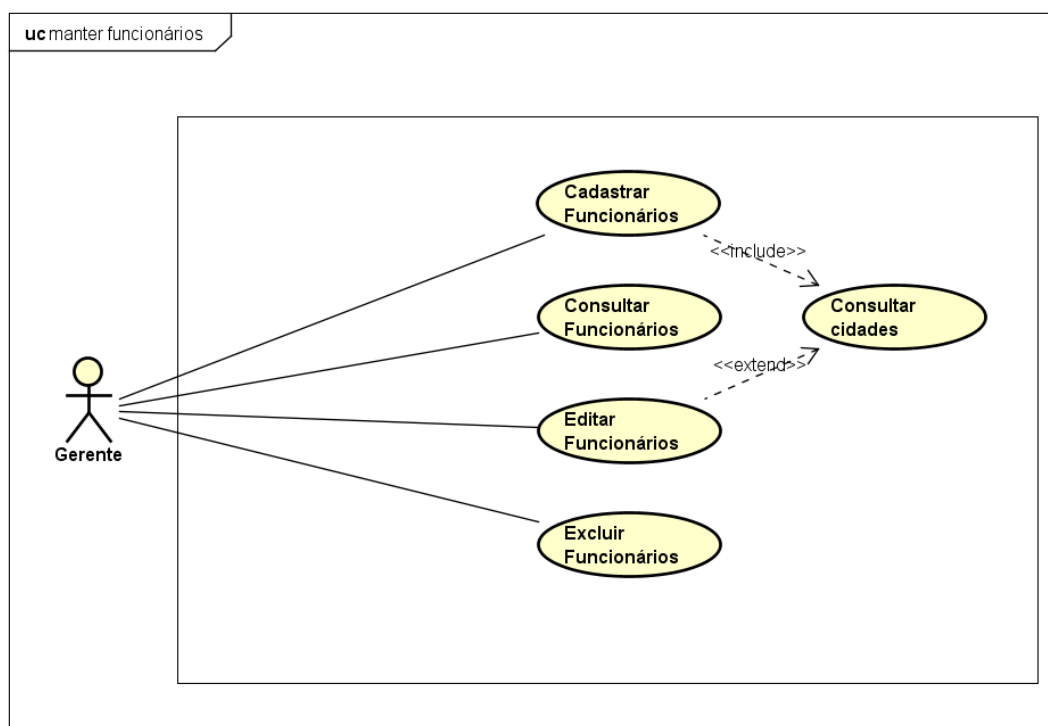 uc manter funcionários
Cadastrar
Funcionários
<<include>>
Consultar
Funcionários
Consultar
cidades
<<extend>>
Editar
Funcionários
Gerente
Excluir
Funcionários